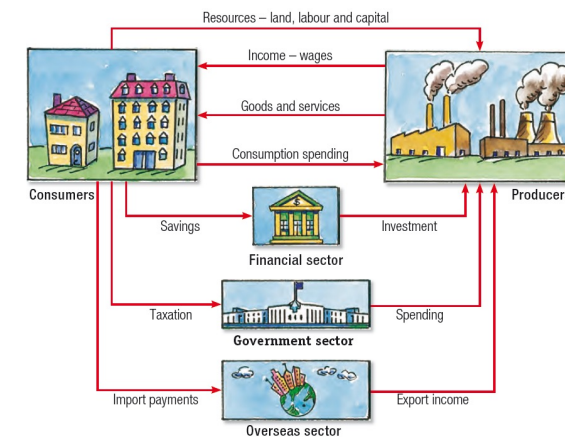 Resources – land, labour and capital
Income – wages
Goods and services
Consumption spending
Consumers
Producer
Savings
$
Investment
Financial sector
Taxation
Spending
Government sector
Import payments
Export income
Overseas sector